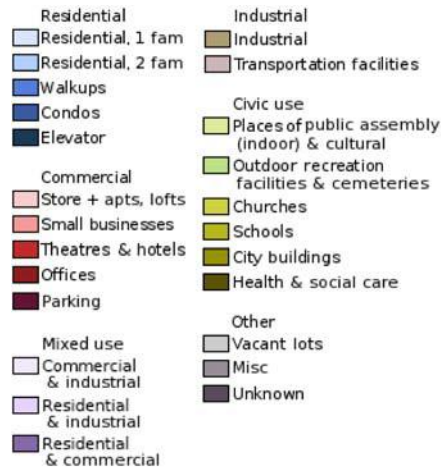 Residential
Residential, 1 fam
Residential, 2 fam
Walkups
Condos
Elevator
Commercial
Store + apts, lofts
Small businesses
Theatres & hotels
Offices
Parking
Mixed use
Commercial
& industrial
Residential
& industrial
Residential
& commercial
Industrial
Industrial
Transportation facilities
Civic use
Places of public assembly
(indoor) & cultural
Outdoor recreation
facilities & cemeteries
Churches
Schools
City buildings
Health & social care
Other
Vacant lots
Misc
Unknown